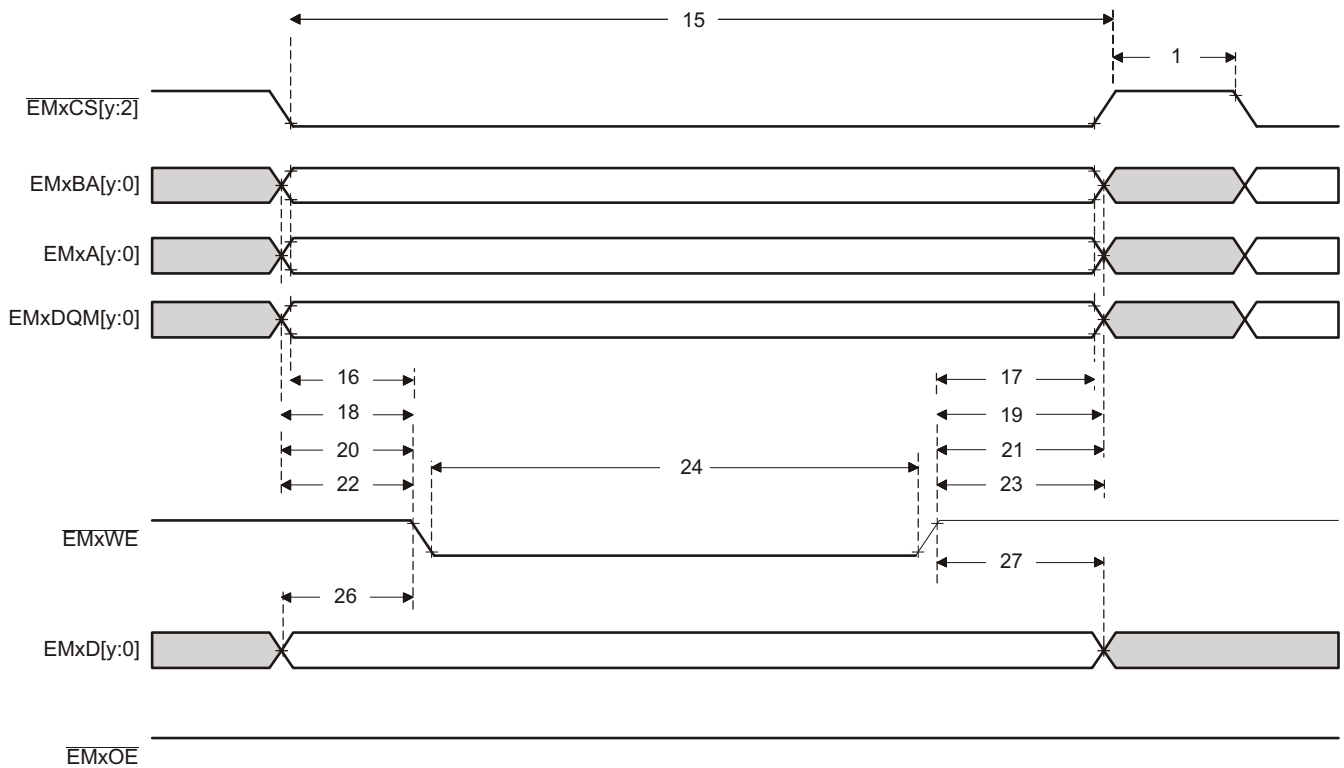 15
1
EMxCS[y:2]
EMxBA[y:0]
EMxA[y:0]
EMxDQM[y:0]
16
17
18
19
20
21
24
22
23
EMxWE
27
26
EMxD[y:0]
EMxOE